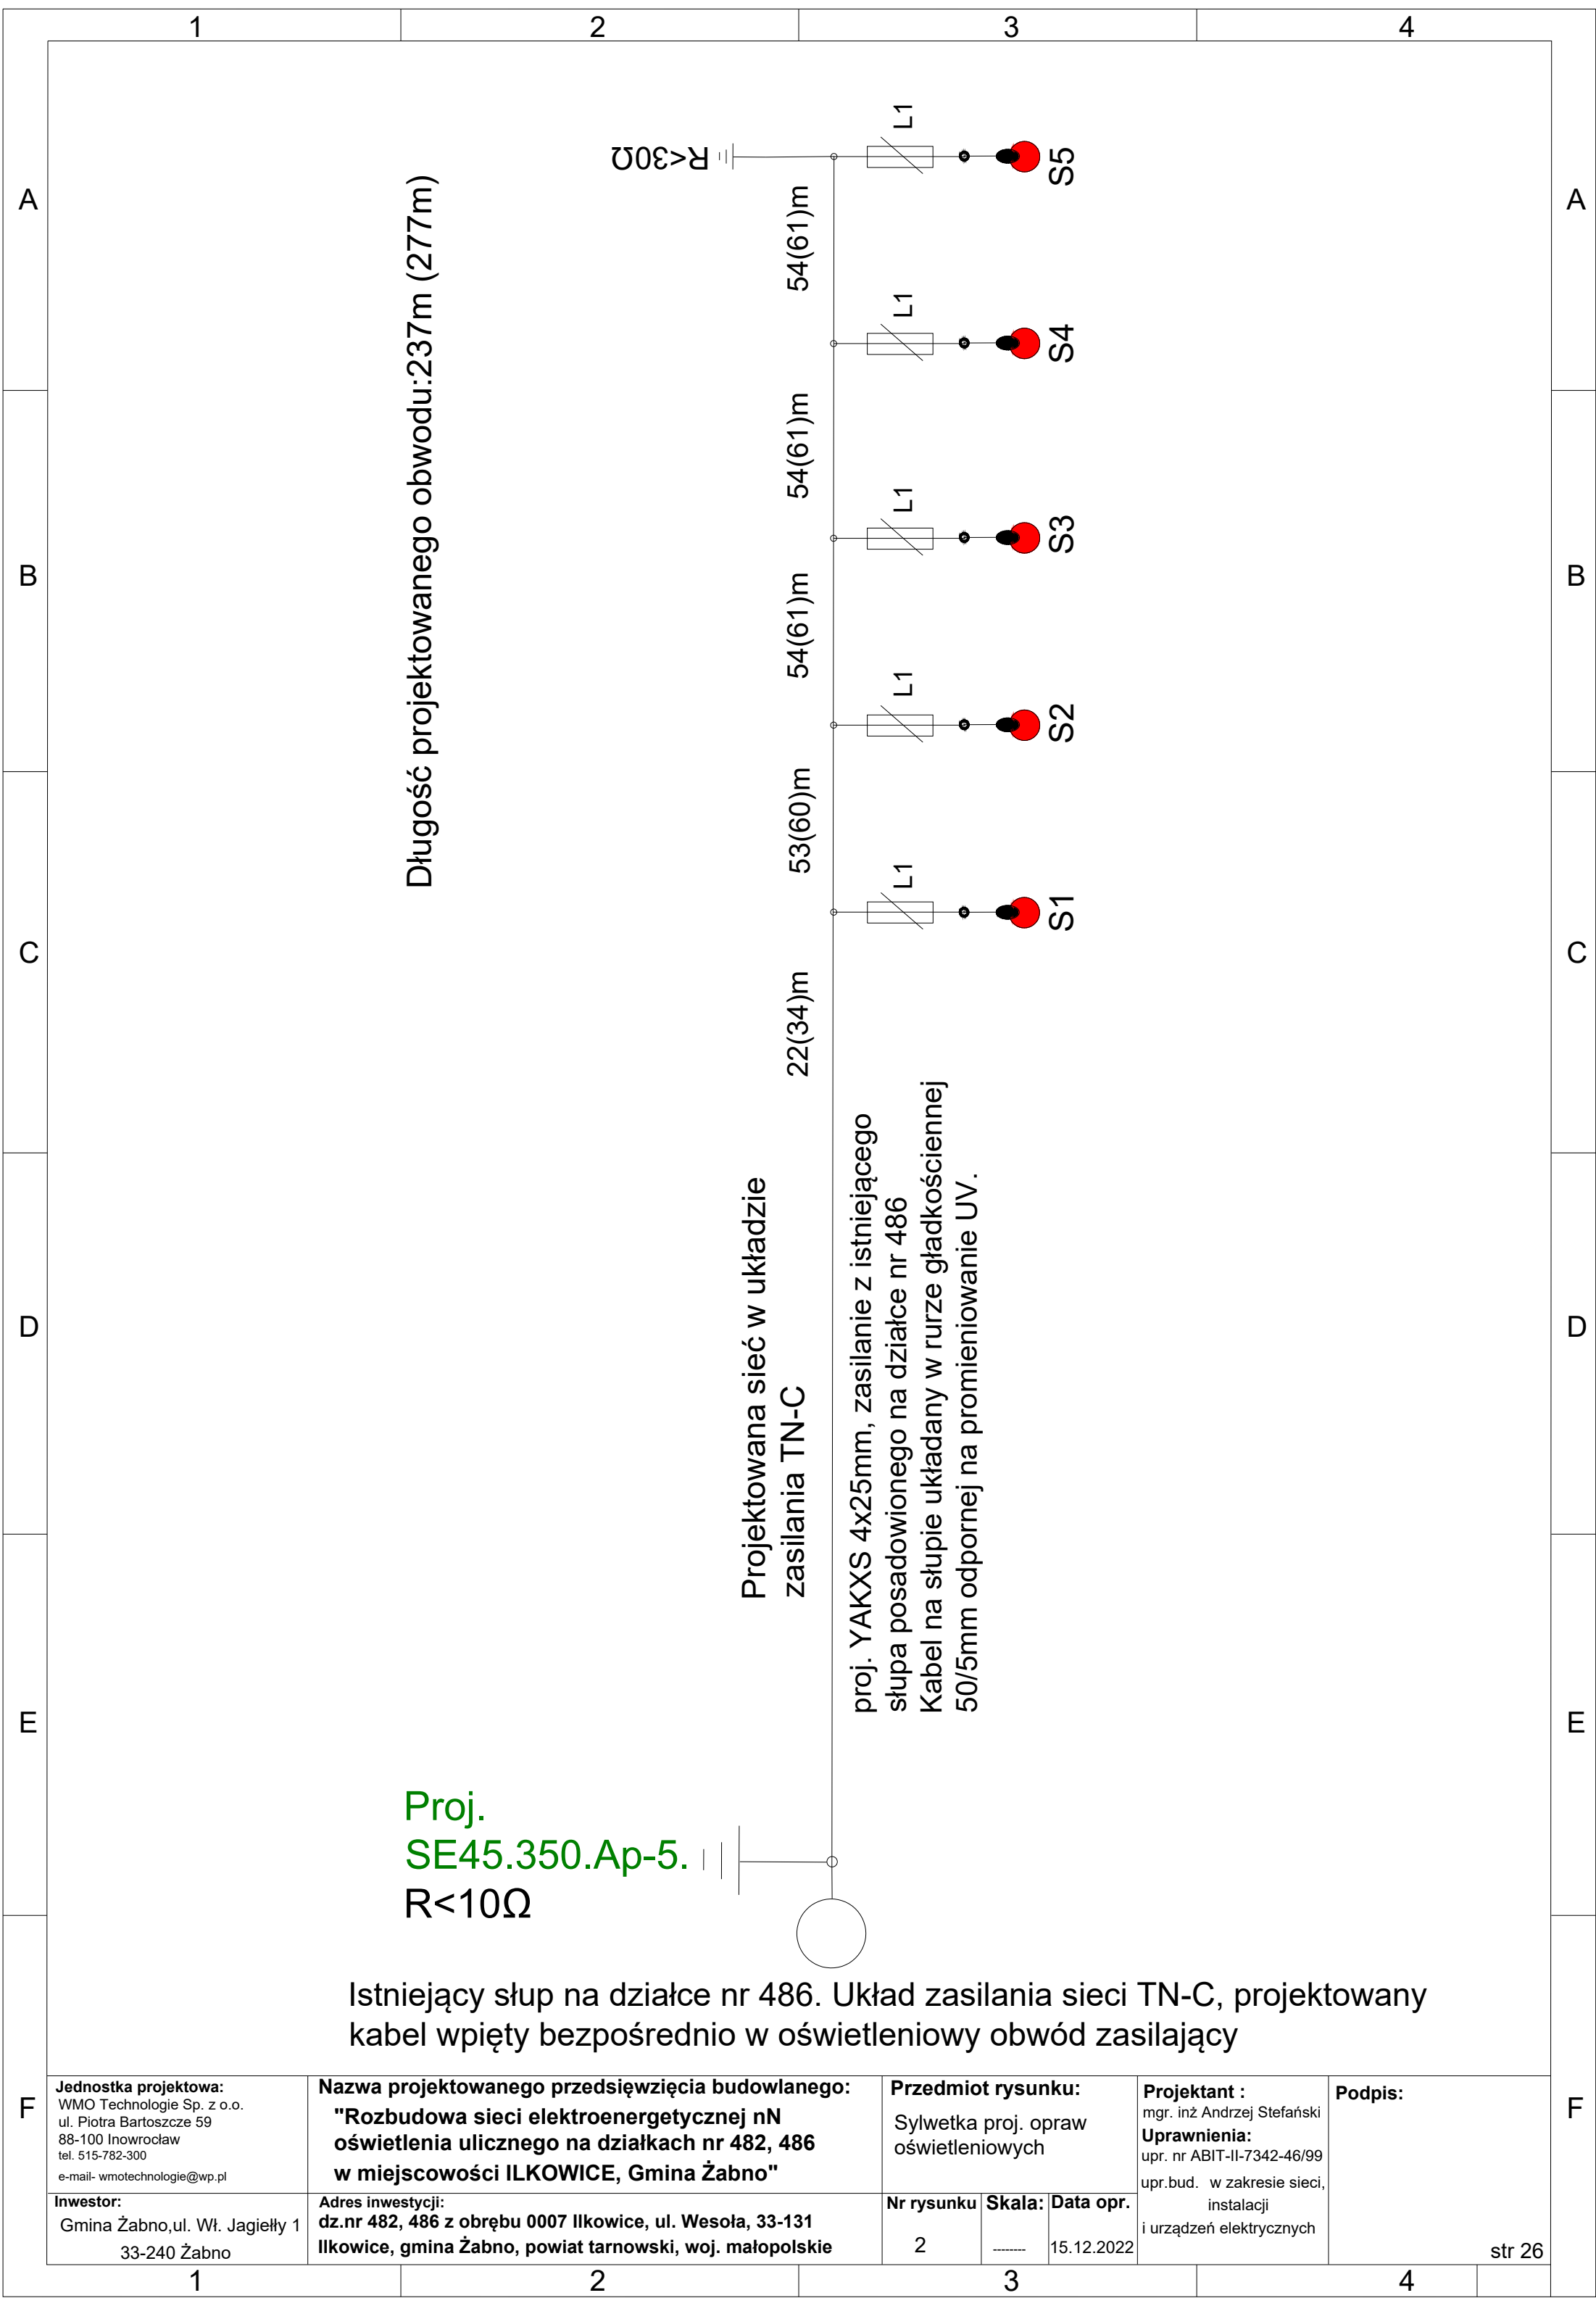 1 2 3 4
A A
B B
C C
D D
E E
F F
Długość projektowanego obwodu:237m (277m)
R<30Ω
L1
S5
54(61)m
L1
S4
54(61)m
L1
S3
54(61)m
L1
S2
53(60)m
L1
S1
22(34)m
Projektowana sieć w układzie
zasilania TN-C
proj. YAKXS 4x25mm, zasilanie z istniejącego
słupa posadowionego na działce nr 486
Kabel na słupie układany w rurze gładkościennej
50/5mm odpornej na promieniowanie UV.
Proj.
SE45.350.Ap-5.
R<10Ω
Istniejący słup na działce nr 486. Układ zasilania sieci TN-C, projektowany
kabel wpięty bezpośrednio w oświetleniowy obwód zasilający
Jednostka projektowa:
WMO Technologie Sp. z o.o.
ul. Piotra Bartoszcze 59
88-100 Inowrocław
tel. 515-782-300
e-mail- wmotechnologie@wp.pl
Nazwa projektowanego przedsięwzięcia budowlanego:
"Rozbudowa sieci elektroenergetycznej nN
oświetlenia ulicznego na działkach nr 482, 486
w miejscowości ILKOWICE, Gmina Żabno"
Przedmiot rysunku:
Sylwetka proj. opraw
oświetleniowych
Projektant :
mgr. inż Andrzej Stefański
Uprawnienia:
upr. nr ABIT-II-7342-46/99
upr.bud. w zakresie sieci,
instalacji
i urządzeń elektrycznych
Podpis:
Inwestor:
Gmina Żabno,ul. Wł. Jagiełły 1
33-240 Żabno
Adres inwestycji:
dz.nr 482, 486 z obrębu 0007 Ilkowice, ul. Wesoła, 33-131
Ilkowice, gmina Żabno, powiat tarnowski, woj. małopolskie
Nr rysunku
2
Skala:
--------
Data opr.
15.12.2022
str 26
1 2 3 4